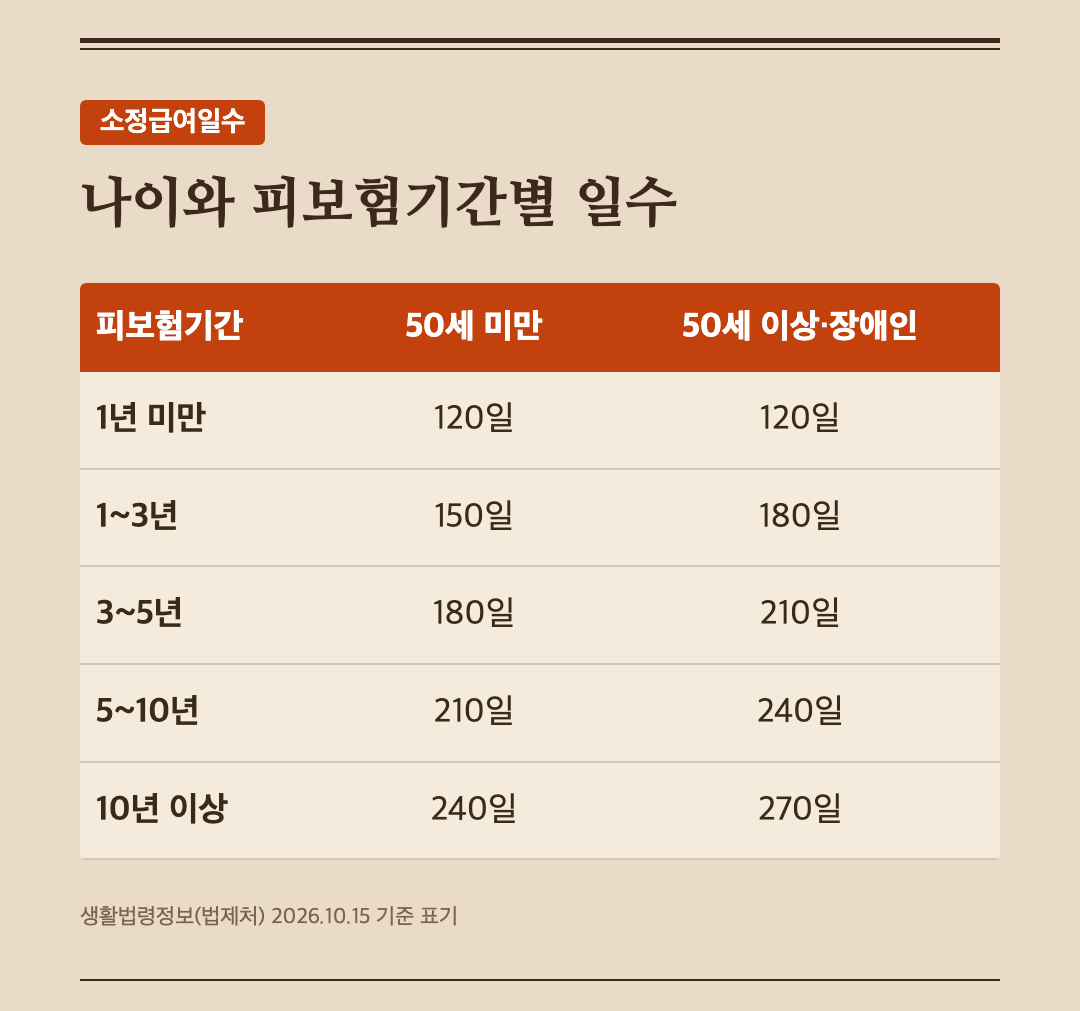 소정급여일수
나이와 피보험기간별 일수
피보험기간 50세 미만 50세 이상·장애인
1년 미만 120일 120일
1~3년 150일 180일
3~5년 180일 210일
5~10년 210일 240일
10년 이상 240일 270일
생활법령정보(법제처) 2026.10.15 기준 표기